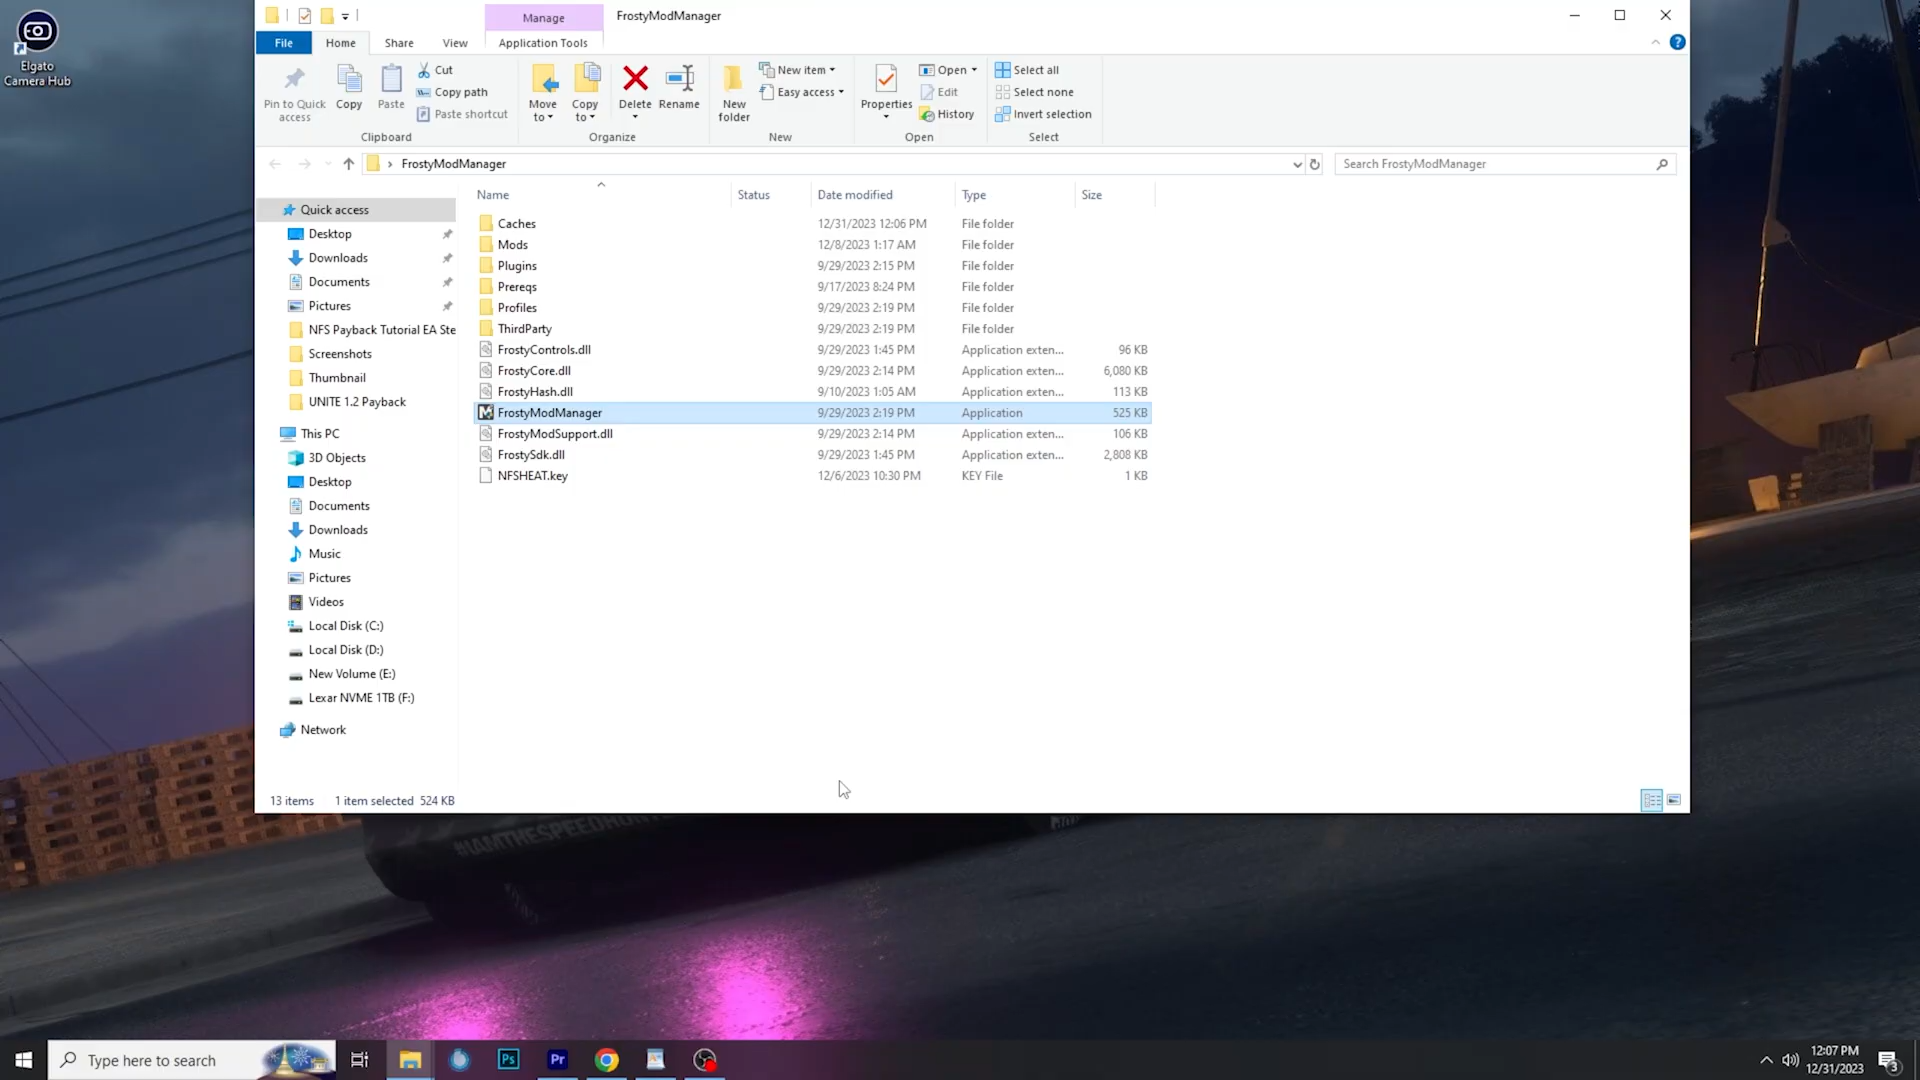 Elgato
Camera Hub
Manage
FrostyModManager
File
Home
Share
View
Application Tools
Pin to Quick
access
Copy
Paste
Cut
Copy path
Paste shortcut
Clipboard
Move
to
Copy
to
Delete
Rename
Organize
New
folder
New item
Easy access
New
Properties
Open
Edit
History
Open
Select all
Select none
Invert selection
Select
FrostyModManager
Search FrostyModManager
Name Status Date modified Type Size
Quick access
Desktop
Downloads
Documents
Pictures
NFS Payback Tutorial EA Ste
Screenshots
Thumbnail
UNITE 1.2 Payback
This PC
3D Objects
Desktop
Documents
Downloads
Music
Pictures
Videos
Local Disk (C:)
Local Disk (D:)
New Volume (E:)
Lexar NVME 1TB (F:)
Network
Caches 12/31/2023 12:06 PM File folder
Mods 12/8/2023 1:17 AM File folder
Plugins 9/29/2023 2:15 PM File folder
Prereqs 9/17/2023 8:24 PM File folder
Profiles 9/29/2023 2:19 PM File folder
ThirdParty 9/29/2023 2:19 PM File folder
FrostyControls.dll 9/29/2023 1:45 PM Application exten... 96 KB
FrostyCore.dll 9/29/2023 2:14 PM Application exten... 6,080 KB
FrostyHash.dll 9/10/2023 1:05 AM Application exten... 113 KB
FrostyModManager 9/29/2023 2:19 PM Application 525 KB
FrostyModSupport.dll 9/29/2023 2:14 PM Application exten... 106 KB
FrostySdk.dll 9/29/2023 1:45 PM Application exten... 2,808 KB
NFSHEAT.key 12/6/2023 10:30 PM KEY File 1 KB
13 items 1 item selected 524 KB
Type here to search
Ps
Pr
12:07 PM
12/31/2023
3